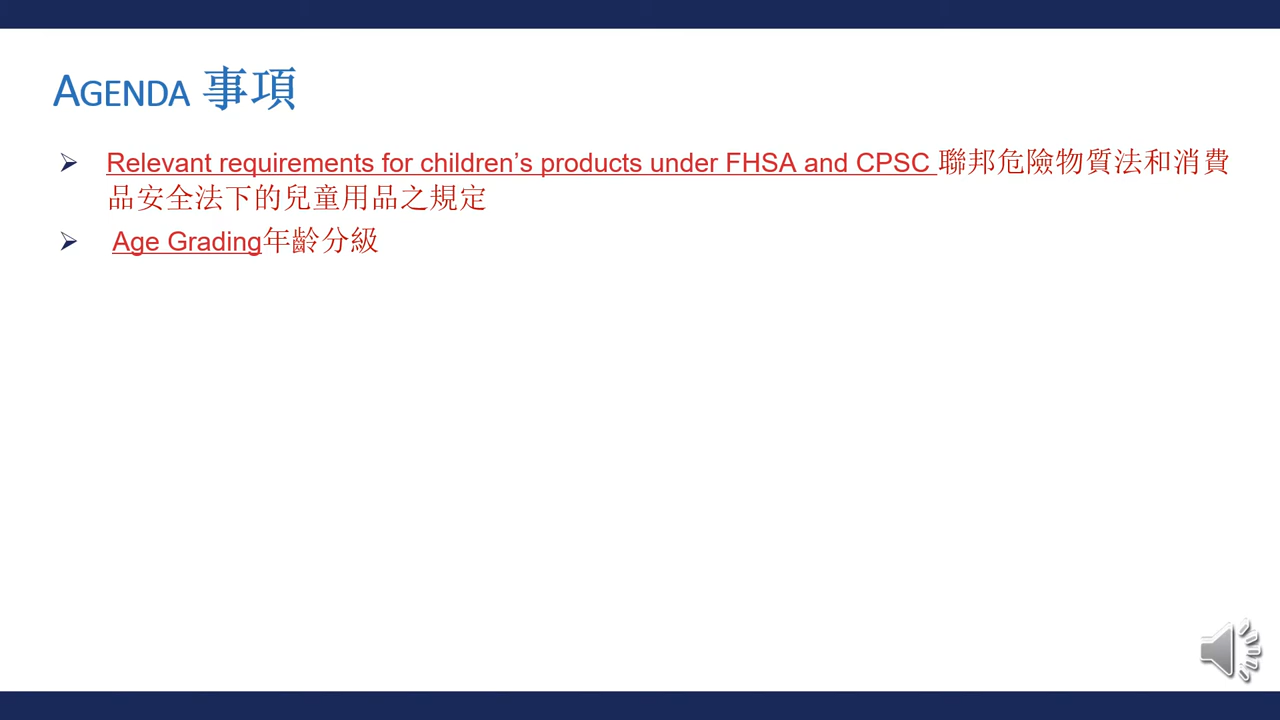 AGENDA 事項
Relevant requirements for children's products under FHSA and CPSC 聯邦危險物質法和消費
品安全法下的兒童用品之規定
Age Grading年齡分級